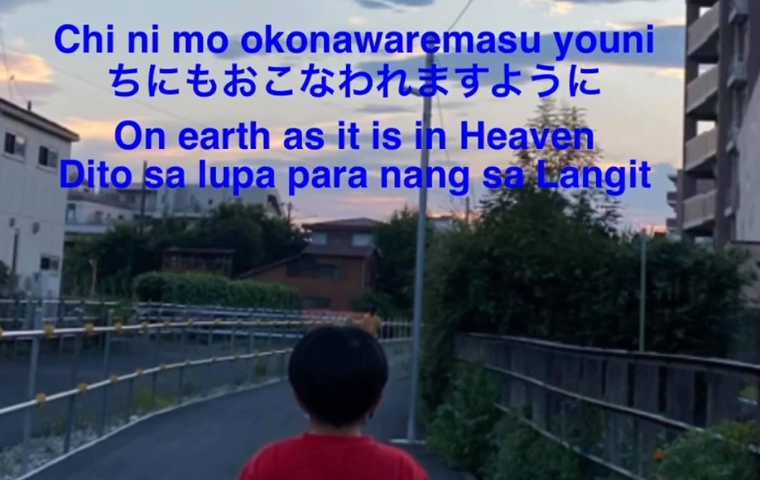 Chi ni mo okonawaremasu youni
ちにもおこなわれますように
On earth as it is in Heaven
Dito sa lupa para nang sa Langit